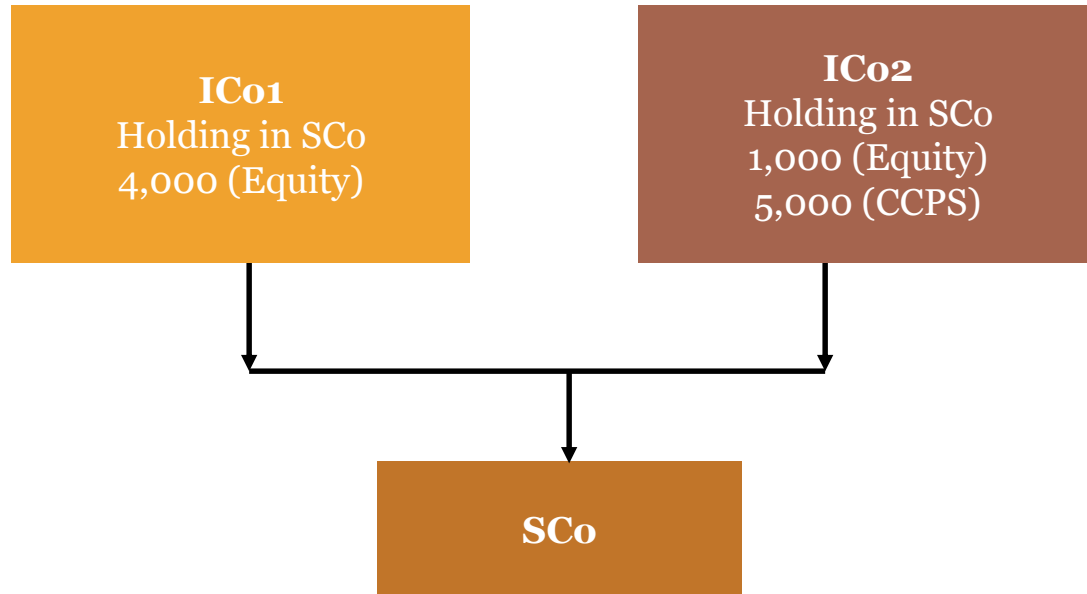 ICo1
Holding in SCo
4,000 (Equity)
ICo2
Holding in SCo
1,000 (Equity)
5,000 (CCPS)
SCo